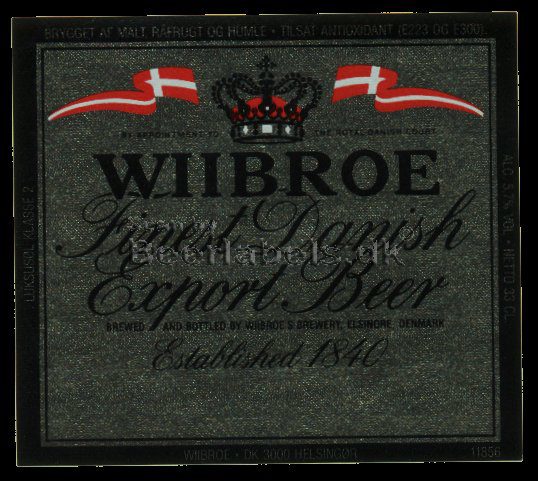 BRYGGET AF MALT, RÅFRUGT OG HUMLE • TILSAT ANTIOXIDANT (E223 OG E300)
BY APPOINTMENT TO THE ROYAL DANISH COURT
WIIBROE
Finest Danish
Beerlabels.dk
Export Beer
BREWED AND BOTTLED BY WIIBROE'S BREWERY, ELSINORE, DENMARK
Established 1840
LUKSUSØL KLASSE 2
ALC. 5,7% VOL • NETTO 33 CL
WIIBROE • DK 3000 HELSINGØR
11856